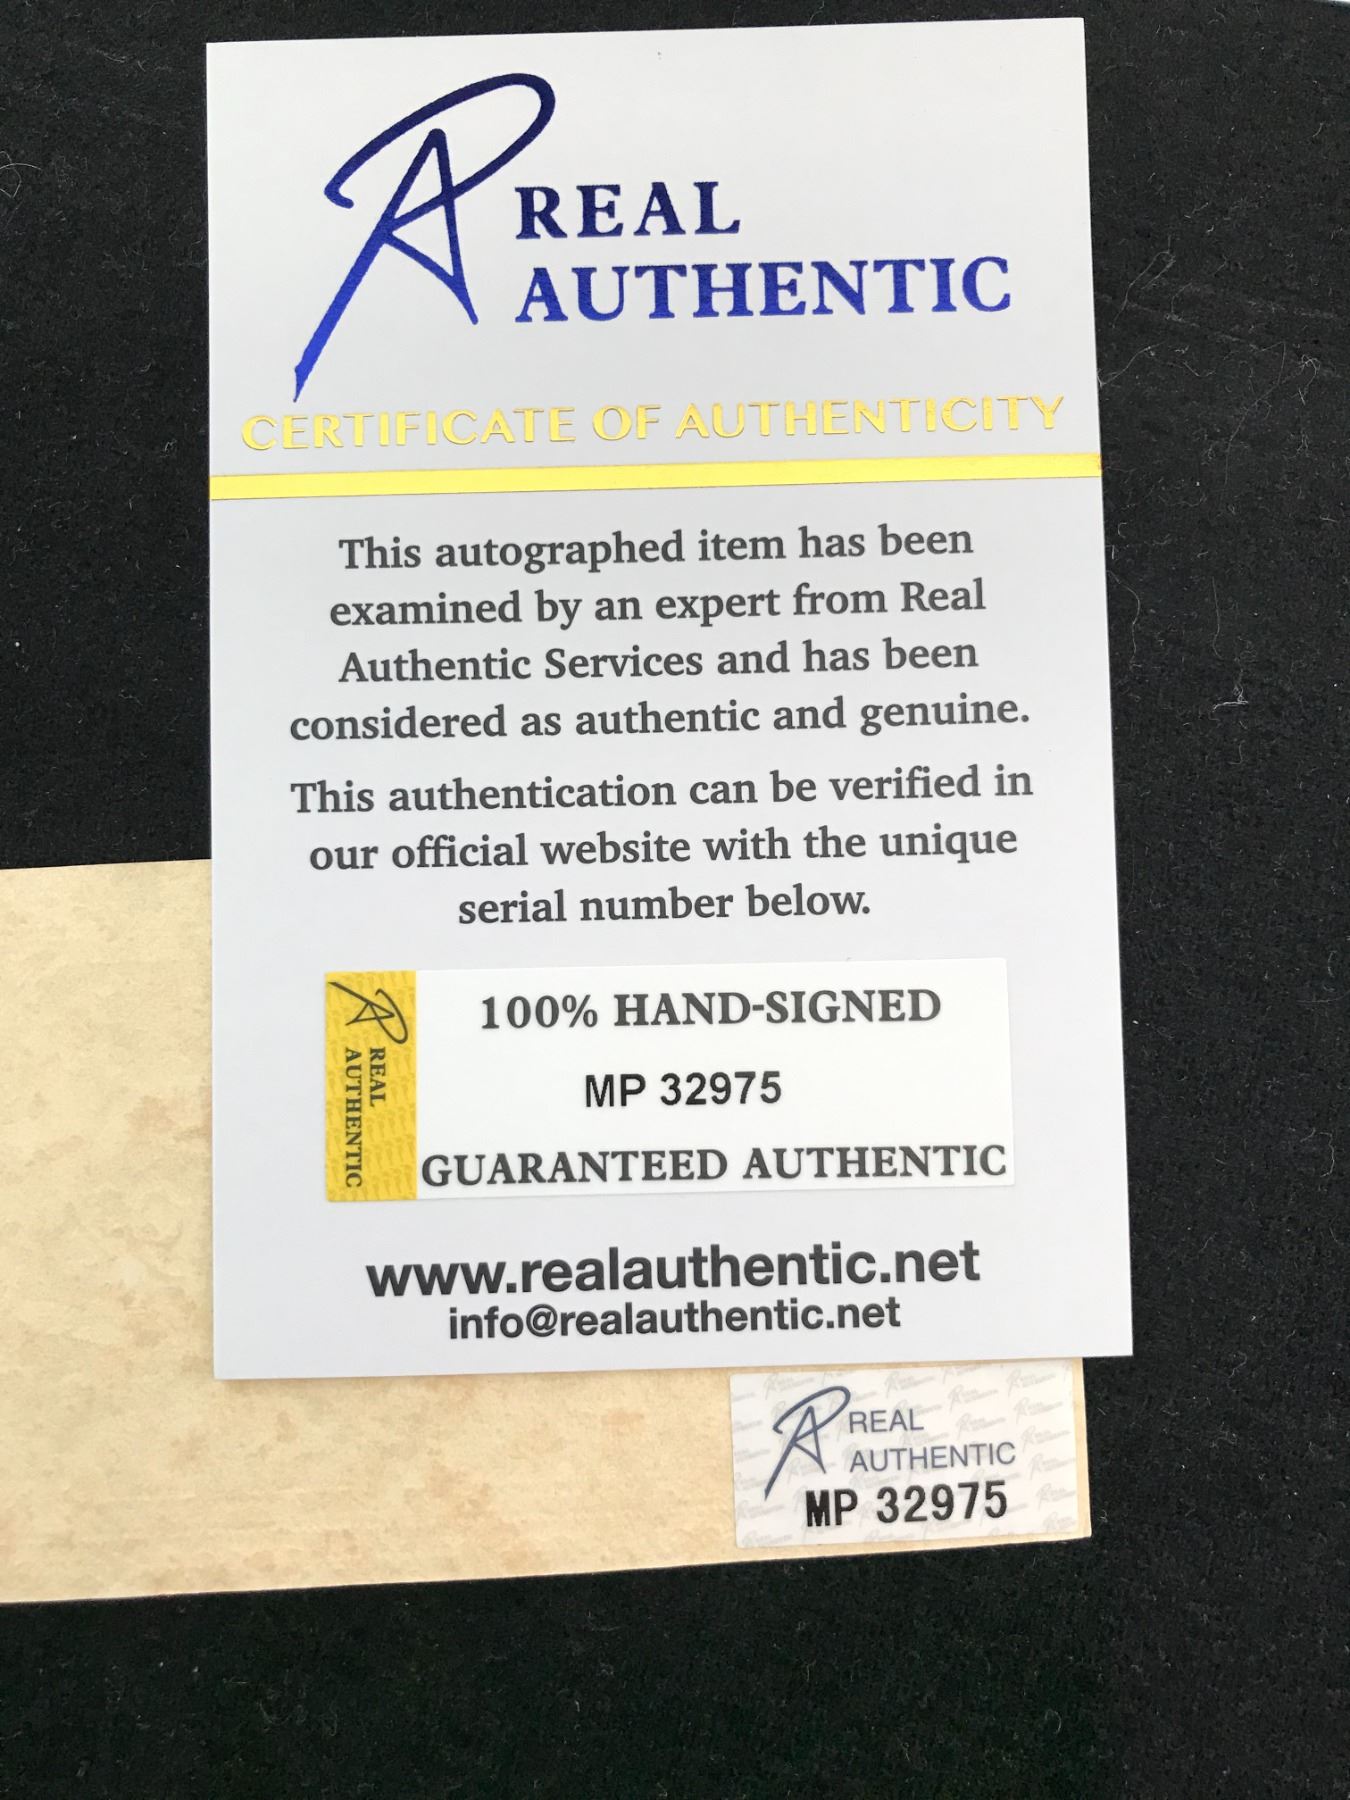 REAL
AUTHENTIC
CERTIFICATE OF AUTHENTICITY
This autographed item has been
examined by an expert from Real
Authentic Services and has been
considered as authentic and genuine.
This authentication can be verified in
our official website with the unique
serial number below.
REAL
AUTHENTIC
100% HAND-SIGNED
MP 32975
GUARANTEED AUTHENTIC
www.realauthentic.net
info@realauthentic.net
REAL
AUTHENTIC
MP 32975